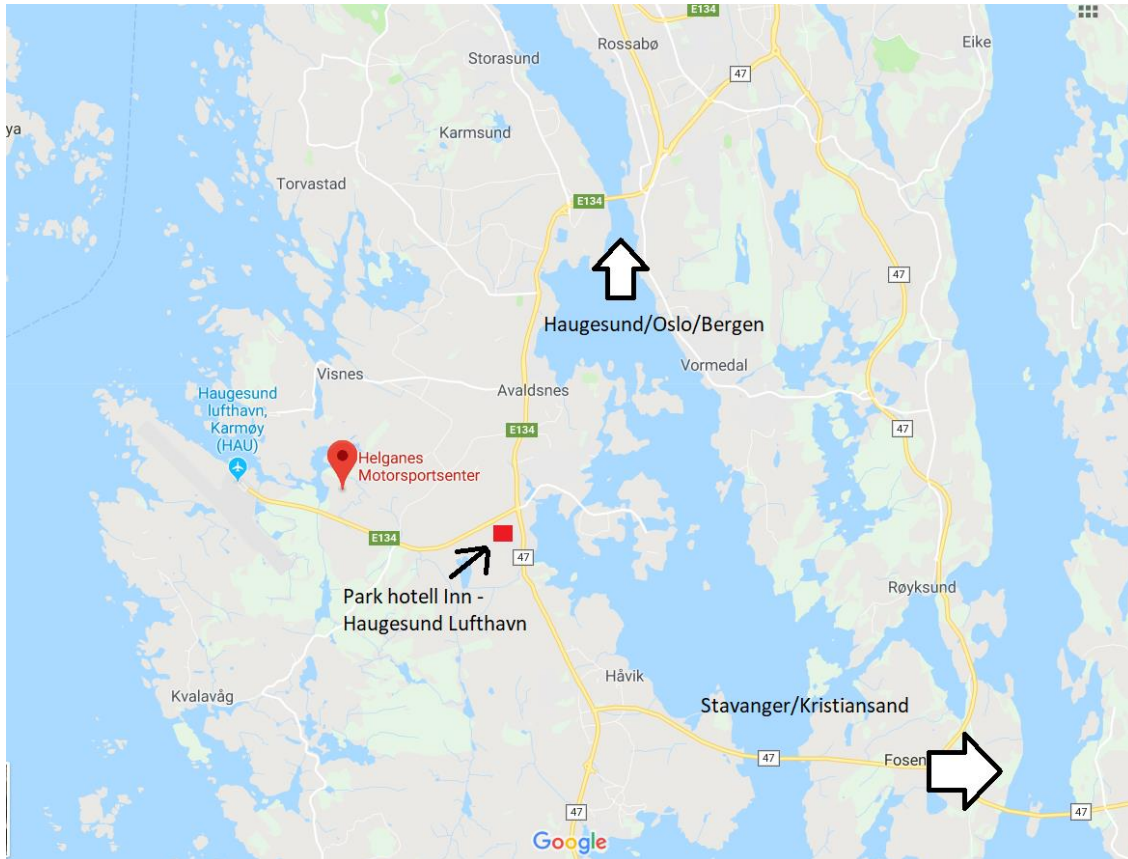 E134
Rossabø
Eike
Storasund
47
ya
Karmsund
Torvastad
E134
47
Haugesund/Oslo/Bergen
Vormedal
Visnes
Avaldsnes
Haugesund
lufthavn,
Karmøy
(HAU)
E134
47
Helganes
Motorsportsenter
E134
47
Park hotell Inn -
Haugesund Lufthavn
Røyksund
Håvik
Kvalavåg
Stavanger/Kristiansand
47
Fosen
47
47
Google